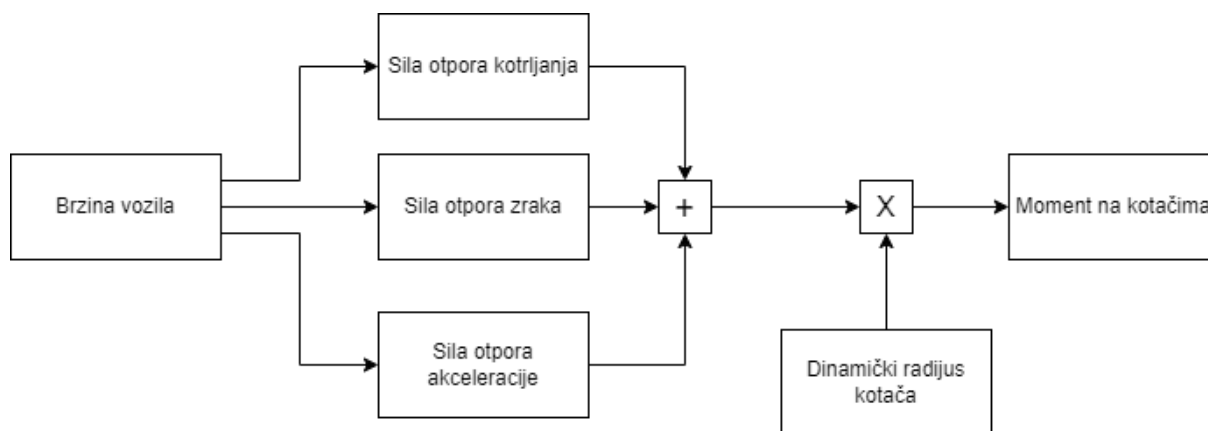 Sila otpora kotrljanja
Brzina vozila
Sila otpora zraka
+
X
Moment na kotačima
Sila otpora
akceleracije
Dinamički radijus
kotača